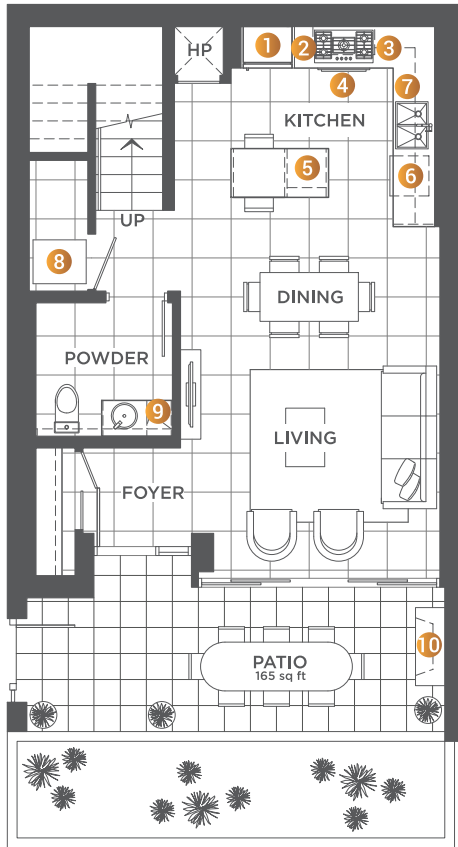 HP
1
2
3
4
KITCHEN
7
5
6
UP
8
DINING
POWDER
9
LIVING
FOYER
10
PATIO
165 sq ft